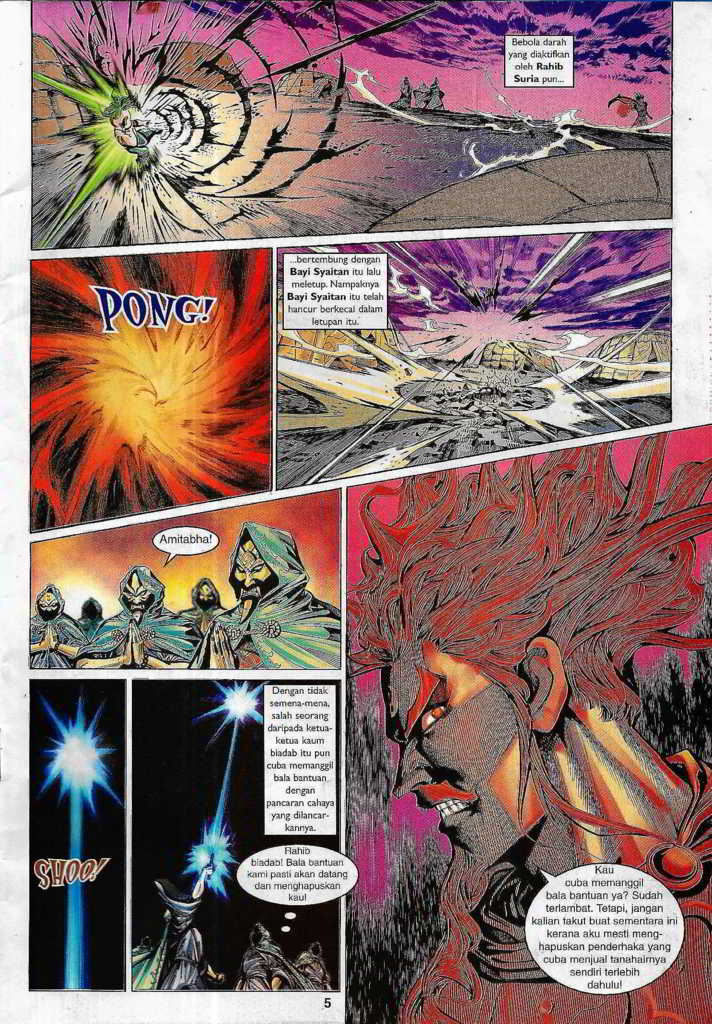 Bebola darah
yang diaktifkan
oleh Rahib
Suria pun...
PONG!
...bertembung dengan
Bayi Syaitan itu lalu
meletup. Nampaknya
Bayi Syaitan itu telah
hancur berkecal dalam
letupan itu.
Amitabha!
SHOO!
Dengan tidak
semena-mena,
salah seorang
daripada ketua-
ketua kaum
biadab itu pun
cuba memanggil
bala bantuan
dengan
pancaran cahaya
yang dilancar-
kannya.
Rahib
biadab! Bala bantuan
kami pasti akan datang
dan menghapuskan
kau!
Kau
cuba memanggil
bala bantuan ya? Sudah
terlambat. Tetapi, jangan
kalian takut buat sementara ini
kerana aku mesti meng-
hapuskan penderhaka yang
cuba menjual tanahairnya
sendiri terlebih
dahulu!
5